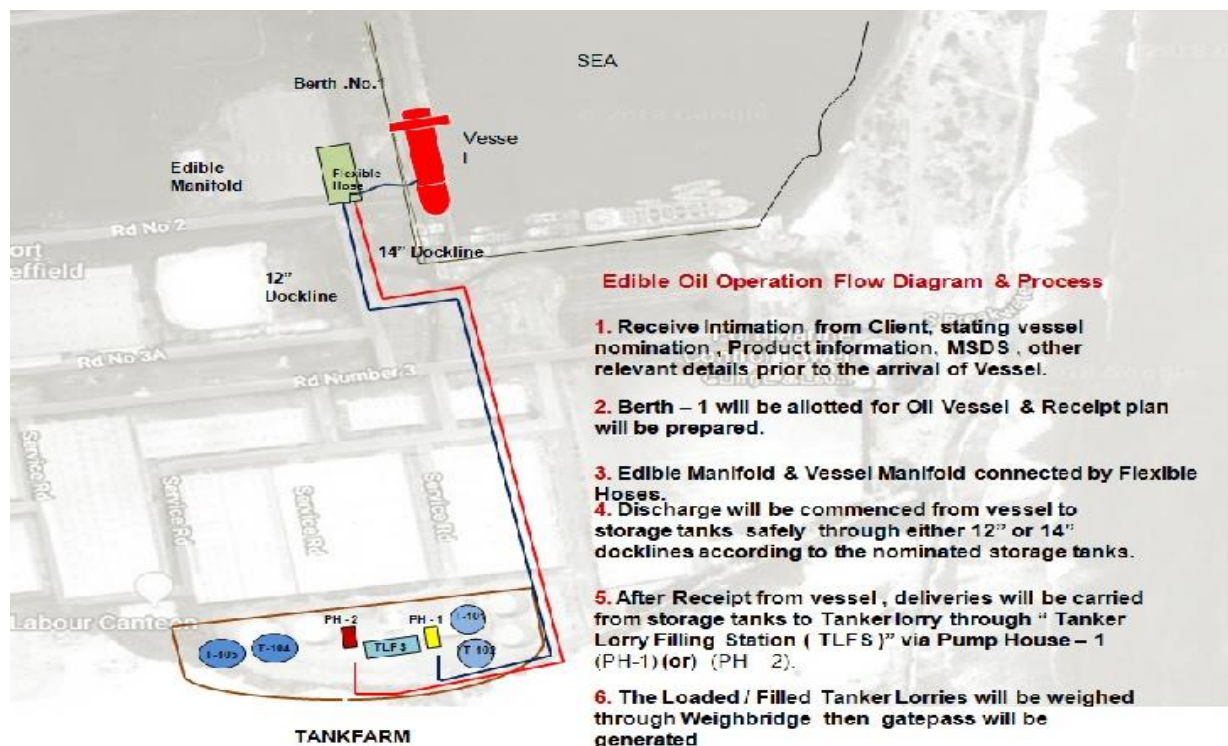 SEA
Berth .No.1
Vesse
l
Edible
Manifold
Flexible
Hose
Rd No 2
14” Dockline
12”
Dockline
Edible Oil Operation Flow Diagram & Process
1. Receive Intimation from Client, stating vessel
nomination , Product information, MSDS , other
relevant details prior to the arrival of Vessel.
Rd No 3A
Rd Number 3
2. Berth – 1 will be allotted for Oil Vessel & Receipt plan
will be prepared.
3. Edible Manifold & Vessel Manifold connected by Flexible
Hoses.
4. Discharge will be commenced from vessel to
storage tanks safely through either 12” or 14”
docklines according to the nominated storage tanks.
Service Rd
Service Rd
Service Rd
Service Rd
5. After Receipt from vessel , deliveries will be carried
from storage tanks to Tanker lorry through “ Tanker
Lorry Filling Station ( TLFS )” via Pump House – 1
(PH-1) (or) (PH 2).
Labour Canteen
PH - 2
PH - 1
T-101
T-102
TLFS
T-104
T-105
6. The Loaded / Filled Tanker Lorries will be weighed
through Weighbridge then gatepass will be
generated
TANKFARM